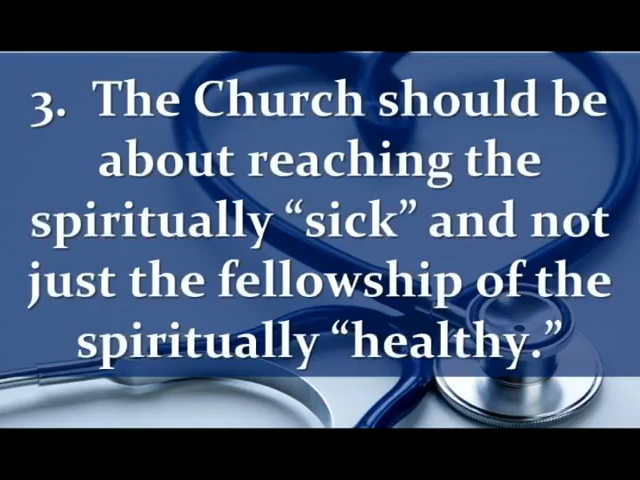 3. The Church should be
about reaching the
spiritually “sick” and not
just the fellowship of the
spiritually “healthy.”